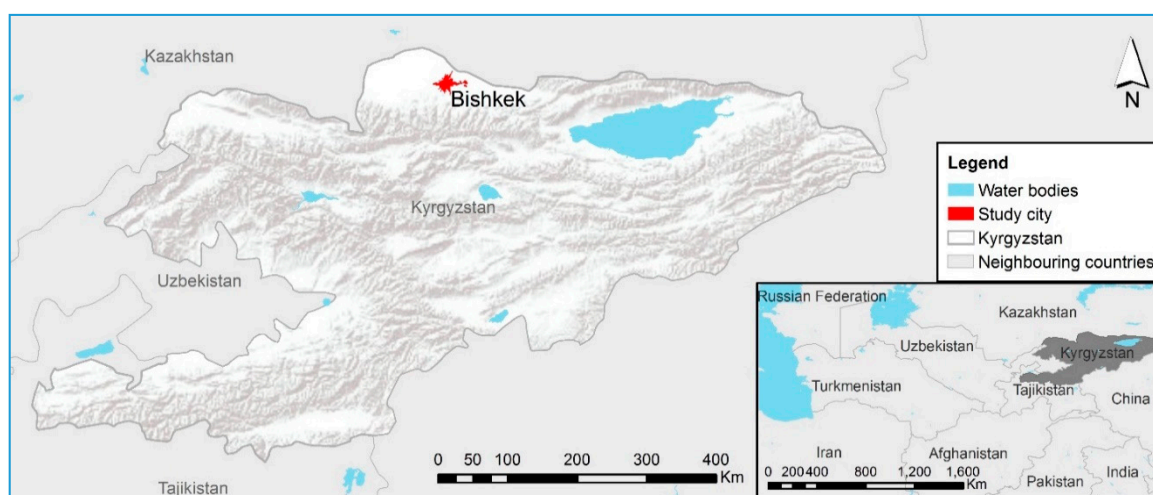 Kazakhstan
Bishkek
Kyrgyzstan
Uzbekistan
Tajikistan
0 50 100 200 300 400
Km
N
Legend
Water bodies
Study city
Kyrgyzstan
Neighbouring countries
Russian Federation
Kazakhstan
Uzbekistan
Kyrgyzstan
Turkmenistan
Tajikistan
China
Iran
Afghanistan
Pakistan
India
0 200 400 800 1,200 1,600
Km